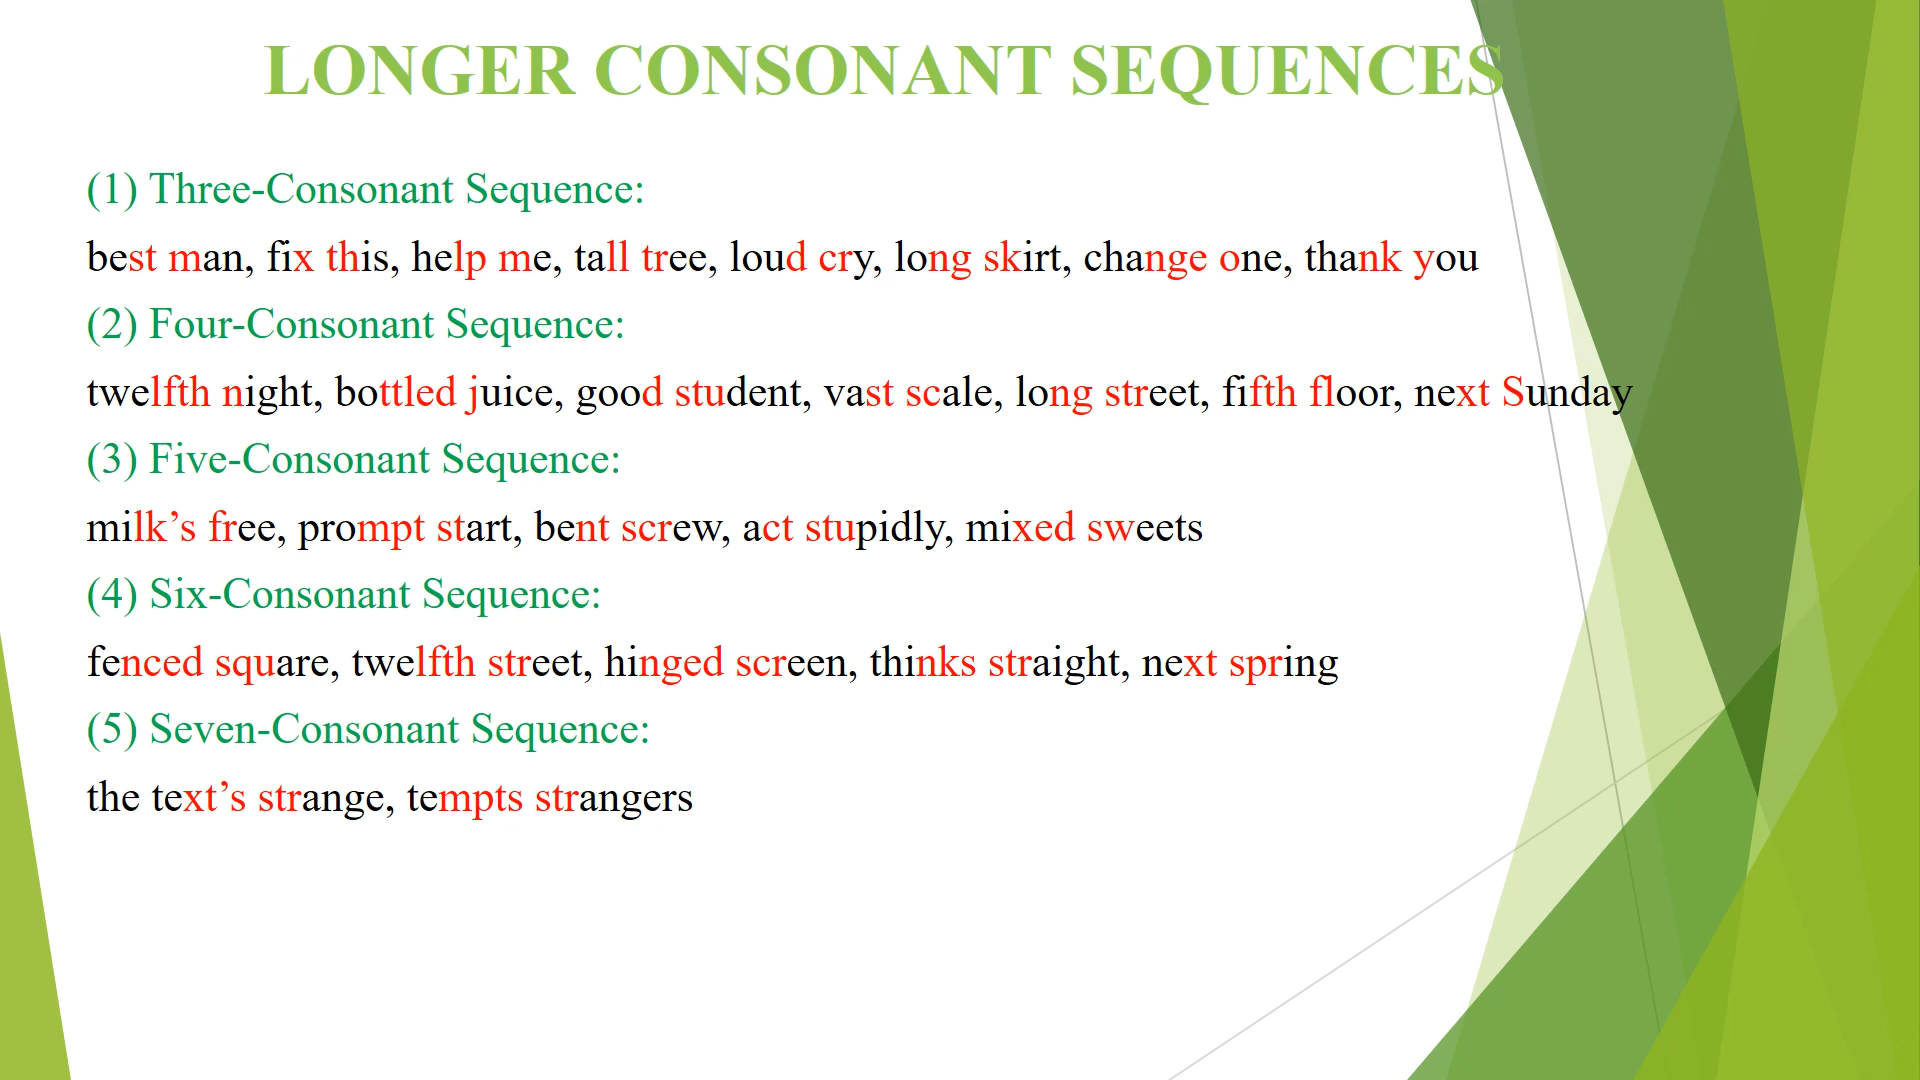 LONGER CONSONANT SEQUENCES
(1) Three-Consonant Sequence:
best man, fix this, help me, tall tree, loud cry, long skirt, change one, thank you
(2) Four-Consonant Sequence:
twelfth night, bottled juice, good student, vast scale, long street, fifth floor, next Sunday
(3) Five-Consonant Sequence:
milk’s free, prompt start, bent screw, act stupidly, mixed sweets
(4) Six-Consonant Sequence:
fenced square, twelfth street, hinged screen, thinks straight, next spring
(5) Seven-Consonant Sequence:
the text’s strange, tempts strangers